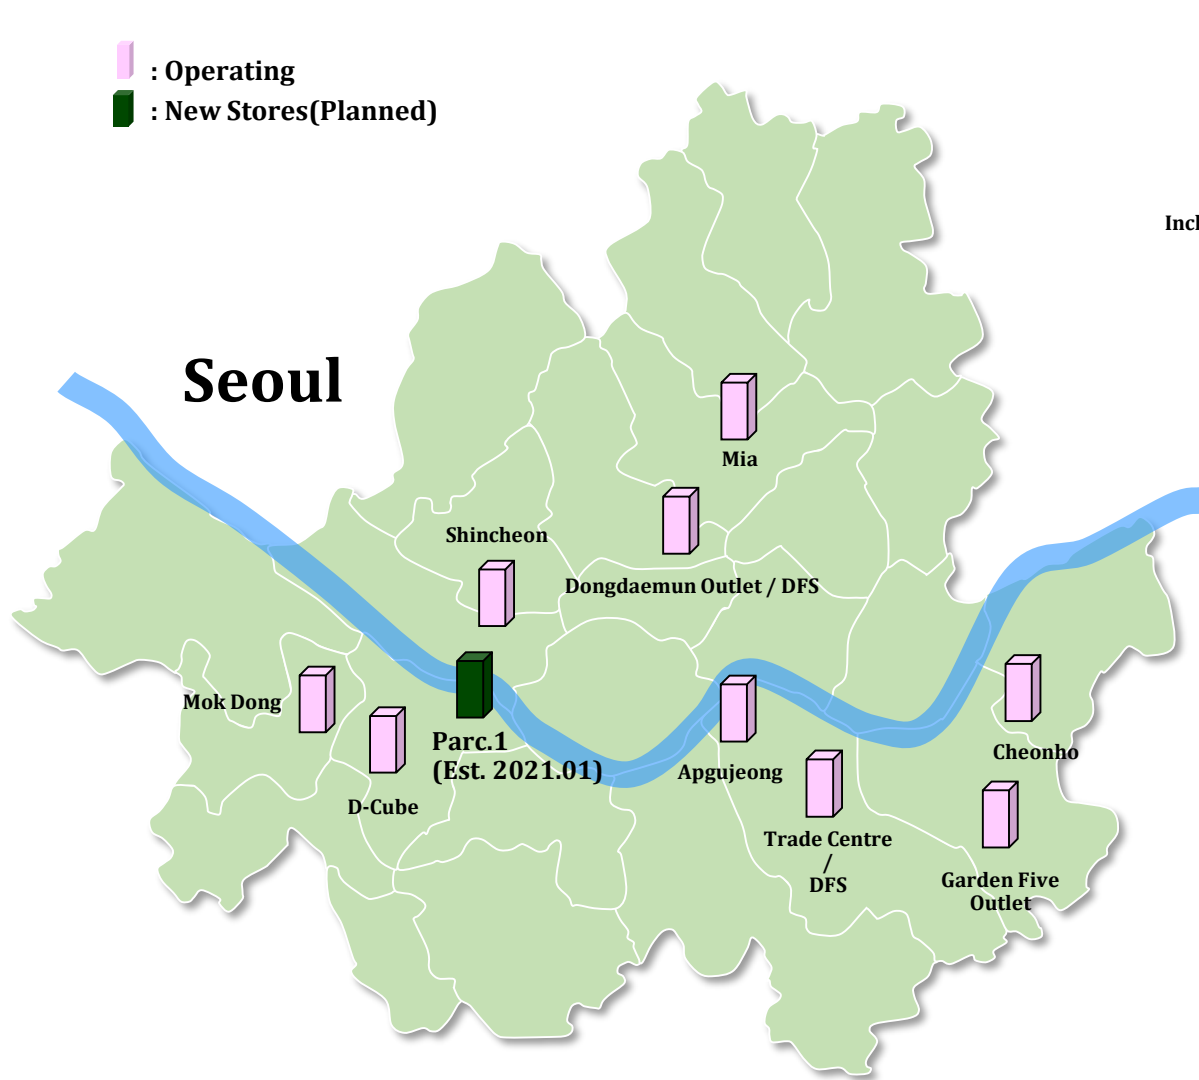 : Operating
: New Stores(Planned)
Incl
Seoul
Mia
Shincheon
Dongdaemun Outlet / DFS
Mok Dong
Parc.1
(Est. 2021.01)
D-Cube
Apgujeong
Cheonho
Trade Centre
/
DFS
Garden Five
Outlet